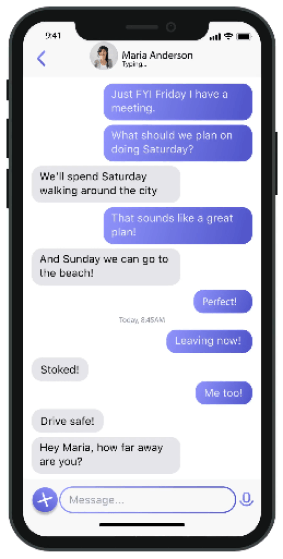 9:41
Maria Anderson
Typing...
Just FYI Friday I have a
meeting.
What should we plan on
doing Saturday?
We'll spend Saturday
walking around the city
That sounds like a great
plan!
And Sunday we can go to
the beach!
Perfect!
Today, 8:45AM
Leaving now!
Stoked!
Me too!
Drive safe!
Hey Maria, how far away
are you?
Message...